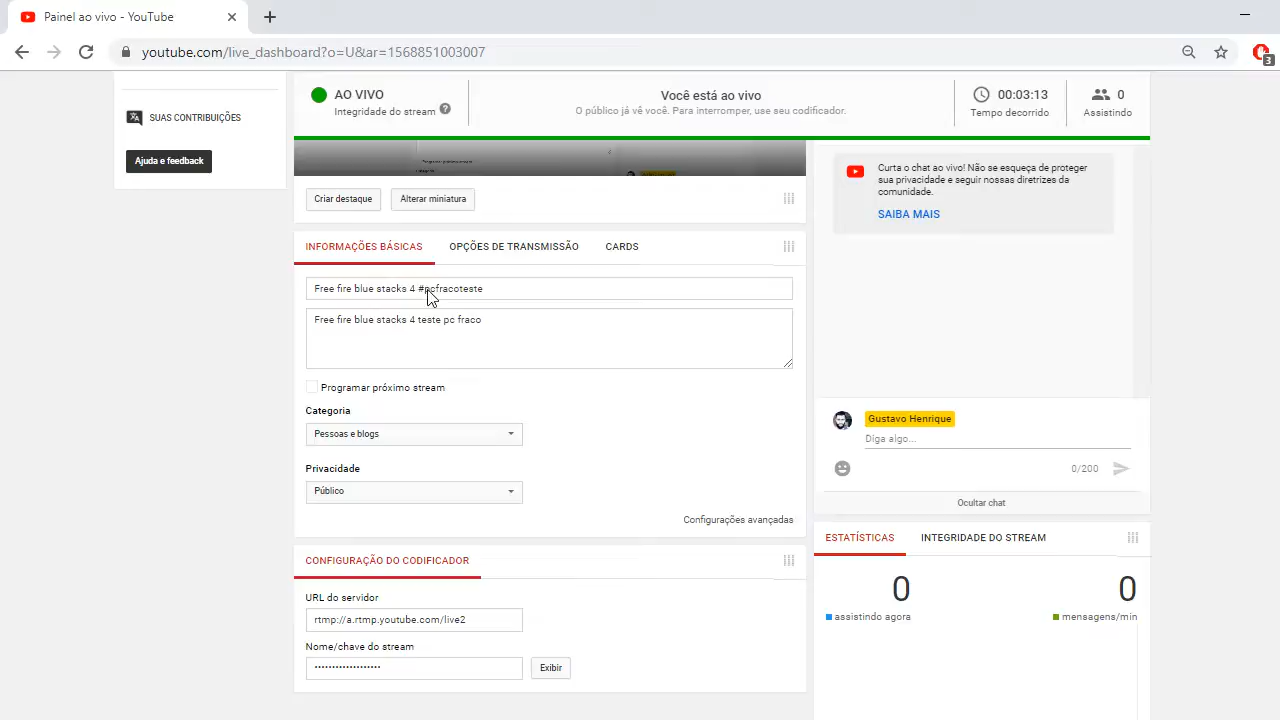 Painel ao vivo - YouTube
youtube.com/live_dashboard?o=U&ar=1568851003007
3
SUAS CONTRIBUIÇÕES
Ajuda e feedback
AO VIVO
Integridade do stream ?
Você está ao vivo
O público já vê você. Para interromper, use seu codificador.
00:03:13
Tempo decorrido
0
Assistindo
Criar destaque
Alterar miniatura
INFORMAÇÕES BÁSICAS
OPÇÕES DE TRANSMISSÃO
CARDS
Free fire blue stacks 4 #pcfracoteste
Free fire blue stacks 4 teste pc fraco
Programar próximo stream
Categoria
Pessoas e blogs
Privacidade
Público
Configurações avançadas
CONFIGURAÇÃO DO CODIFICADOR
URL do servidor
rtmp://a.rtmp.youtube.com/live2
Nome/chave do stream
•••••••••••••••••••
Exibir
Curta o chat ao vivo! Não se esqueça de proteger
sua privacidade e seguir nossas diretrizes da
comunidade.
SAIBA MAIS
Gustavo Henrique
Diga algo...
0/200
Ocultar chat
ESTATÍSTICAS
INTEGRIDADE DO STREAM
0
assistindo agora
0
mensagens/min